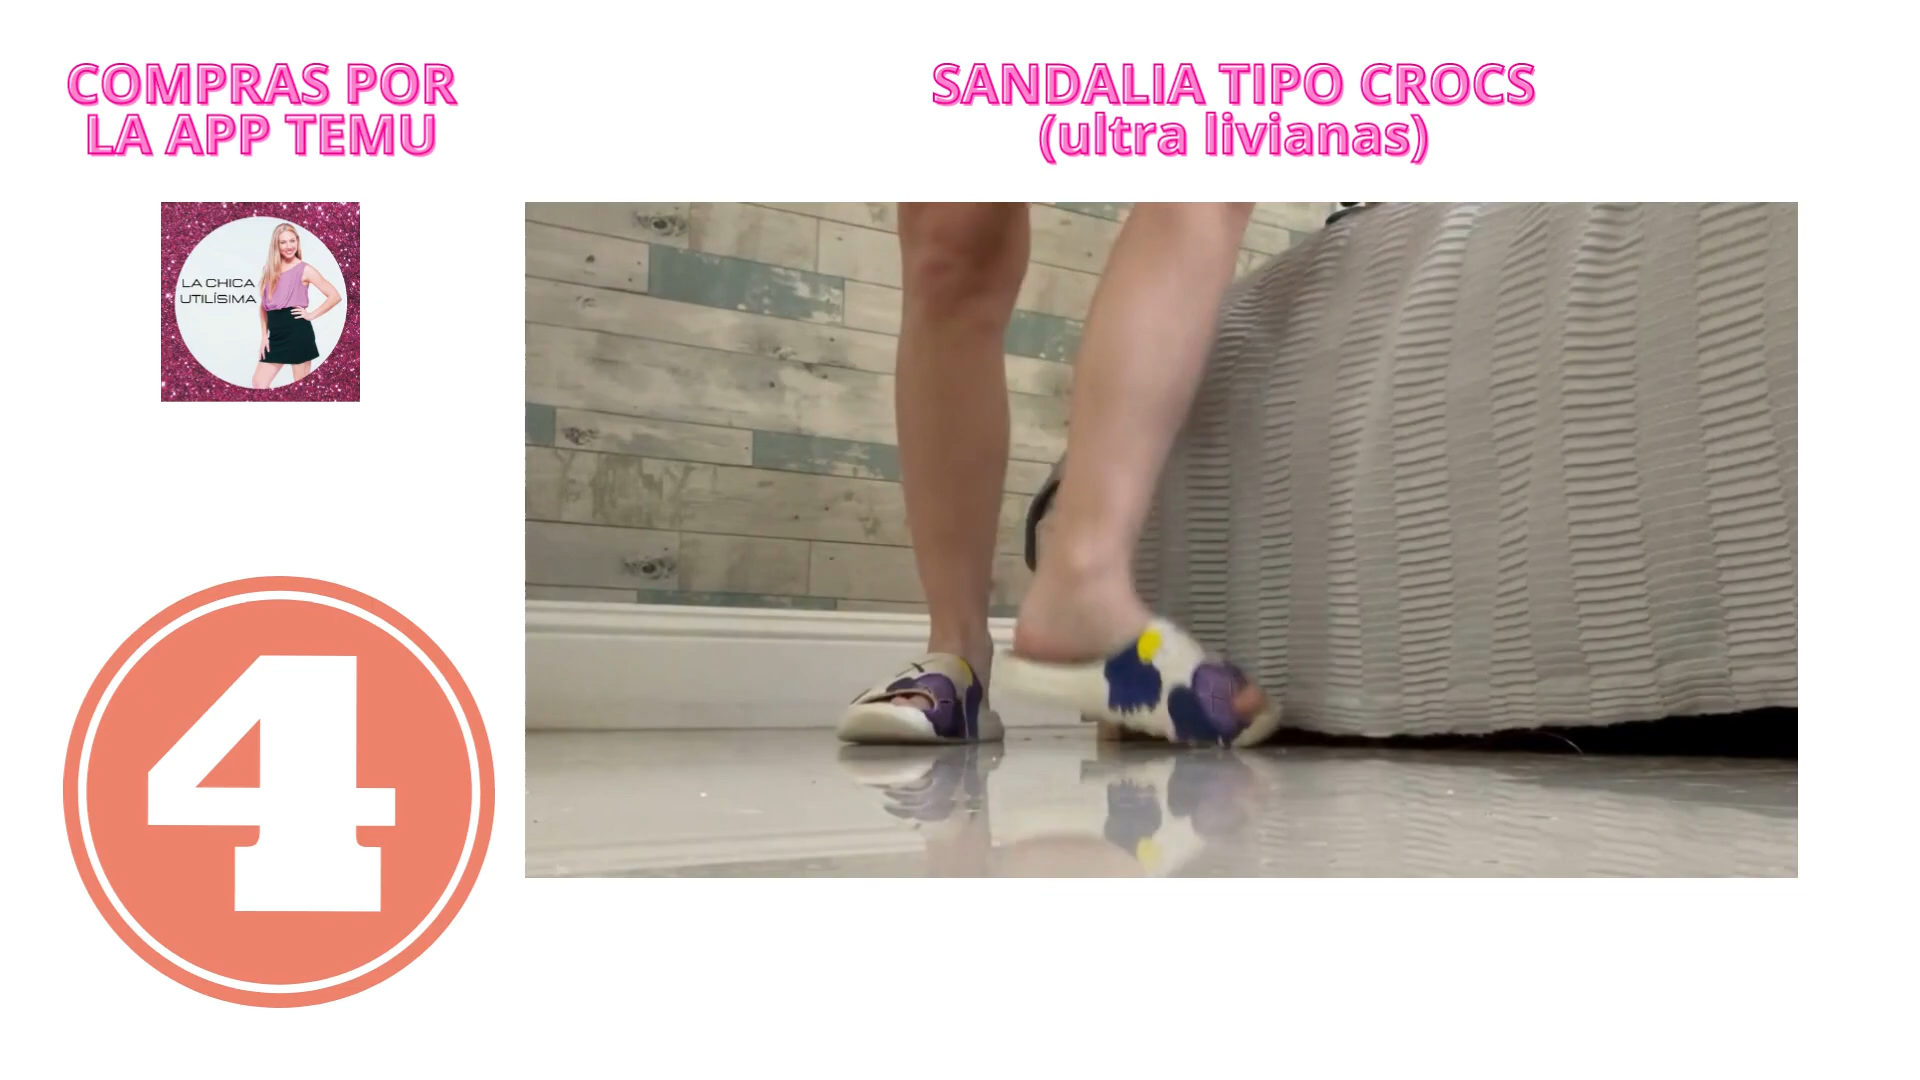 COMPRAS POR
LA APP TEMU
SANDALIA TIPO CROCS
(ultra livianas)
LA CHICA
UTILÍSIMA
4